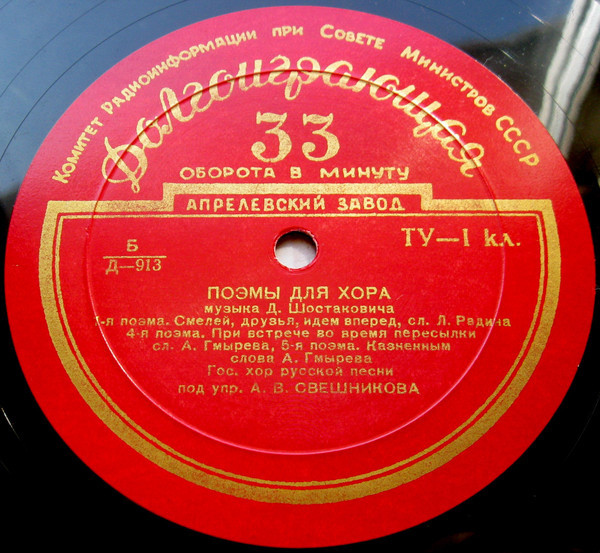 Комитет Радиоинформации при Совете Министров СССР
Долгоиграющая
33
ОБОРОТА В МИНУТУ
АПРЕЛЕВСКИЙ ЗАВОД
Б
Д—913
ТУ—1 кл.
ПОЭМЫ ДЛЯ ХОРА
музыка Д. Шостаковича
1-я поэма. Смелей, друзья, идем вперед, сл. Л. Радина
4-я поэма. При встрече во время пересылки
сл. А. Гмырева, 5-я поэма. Казненным
слова А. Гмырева
Гос. хор русской песни
под упр. А. В. СВЕШНИКОВА